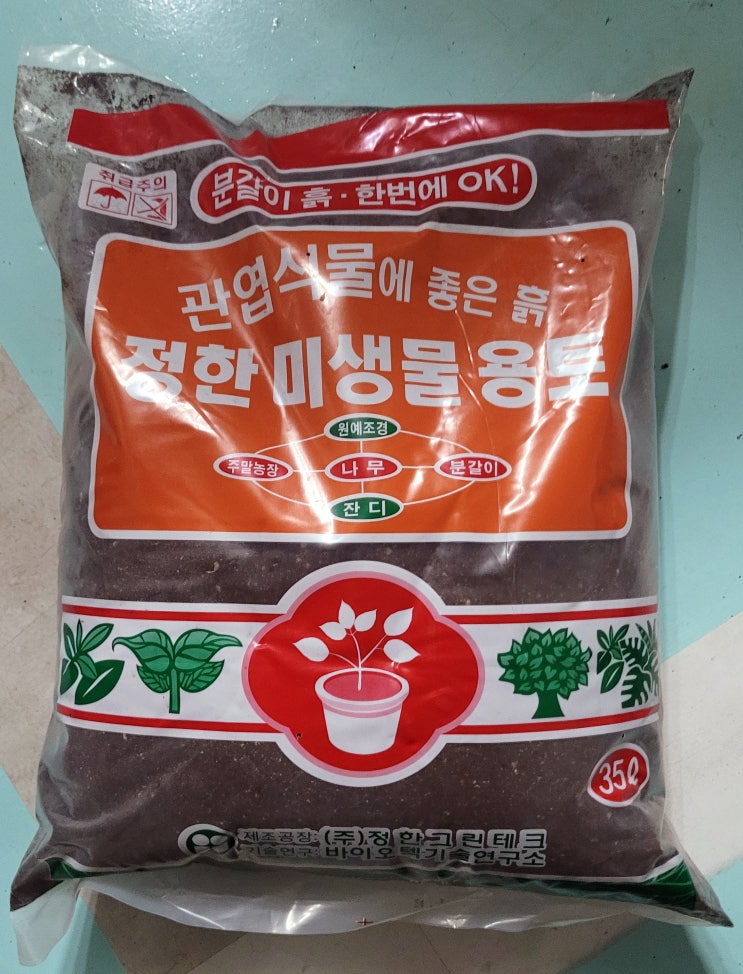 취급주의
분갈이 흙·한번에 OK!
관엽식물에 좋은 흙
정한미생물용토
원예조경
주말농장 나무 분갈이
잔디
35ℓ
제조공장: (주)정한그린테크
기술연구: 바이오텍기술연구소